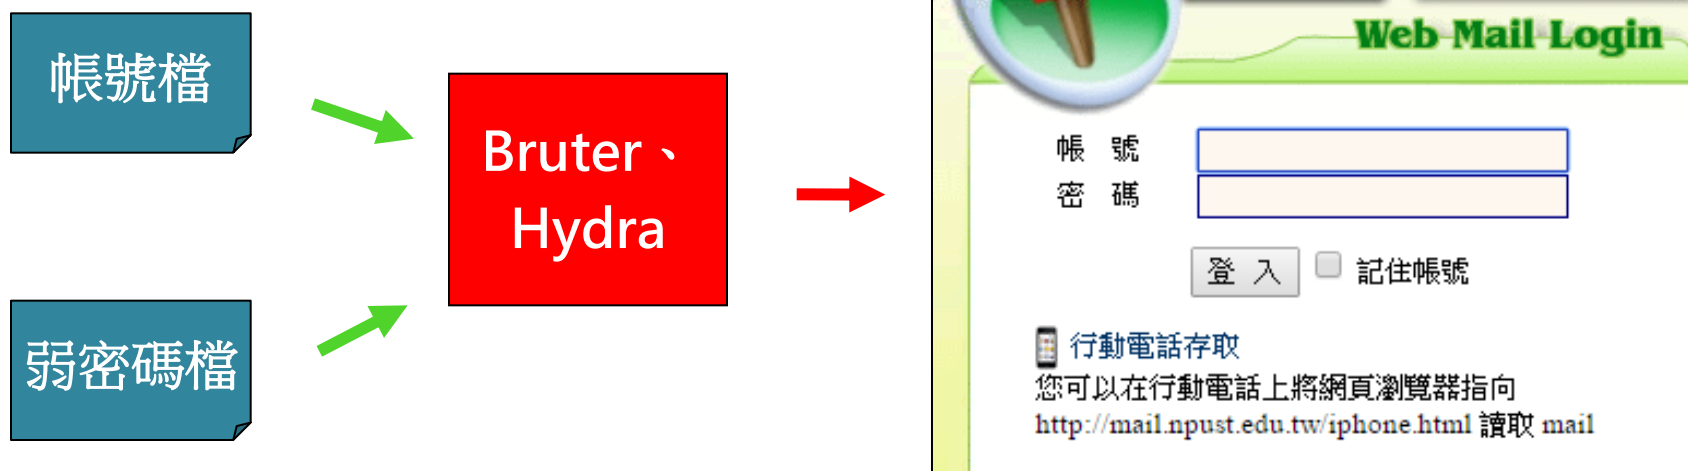 帳號檔
弱密碼檔
Bruter、
Hydra
Web Mail Login
帳 號
密 碼
登 入
記住帳號
行動電話存取
您可以在行動電話上將網頁瀏覽器指向
http://mail.npust.edu.tw/iphone.html 讀取 mail